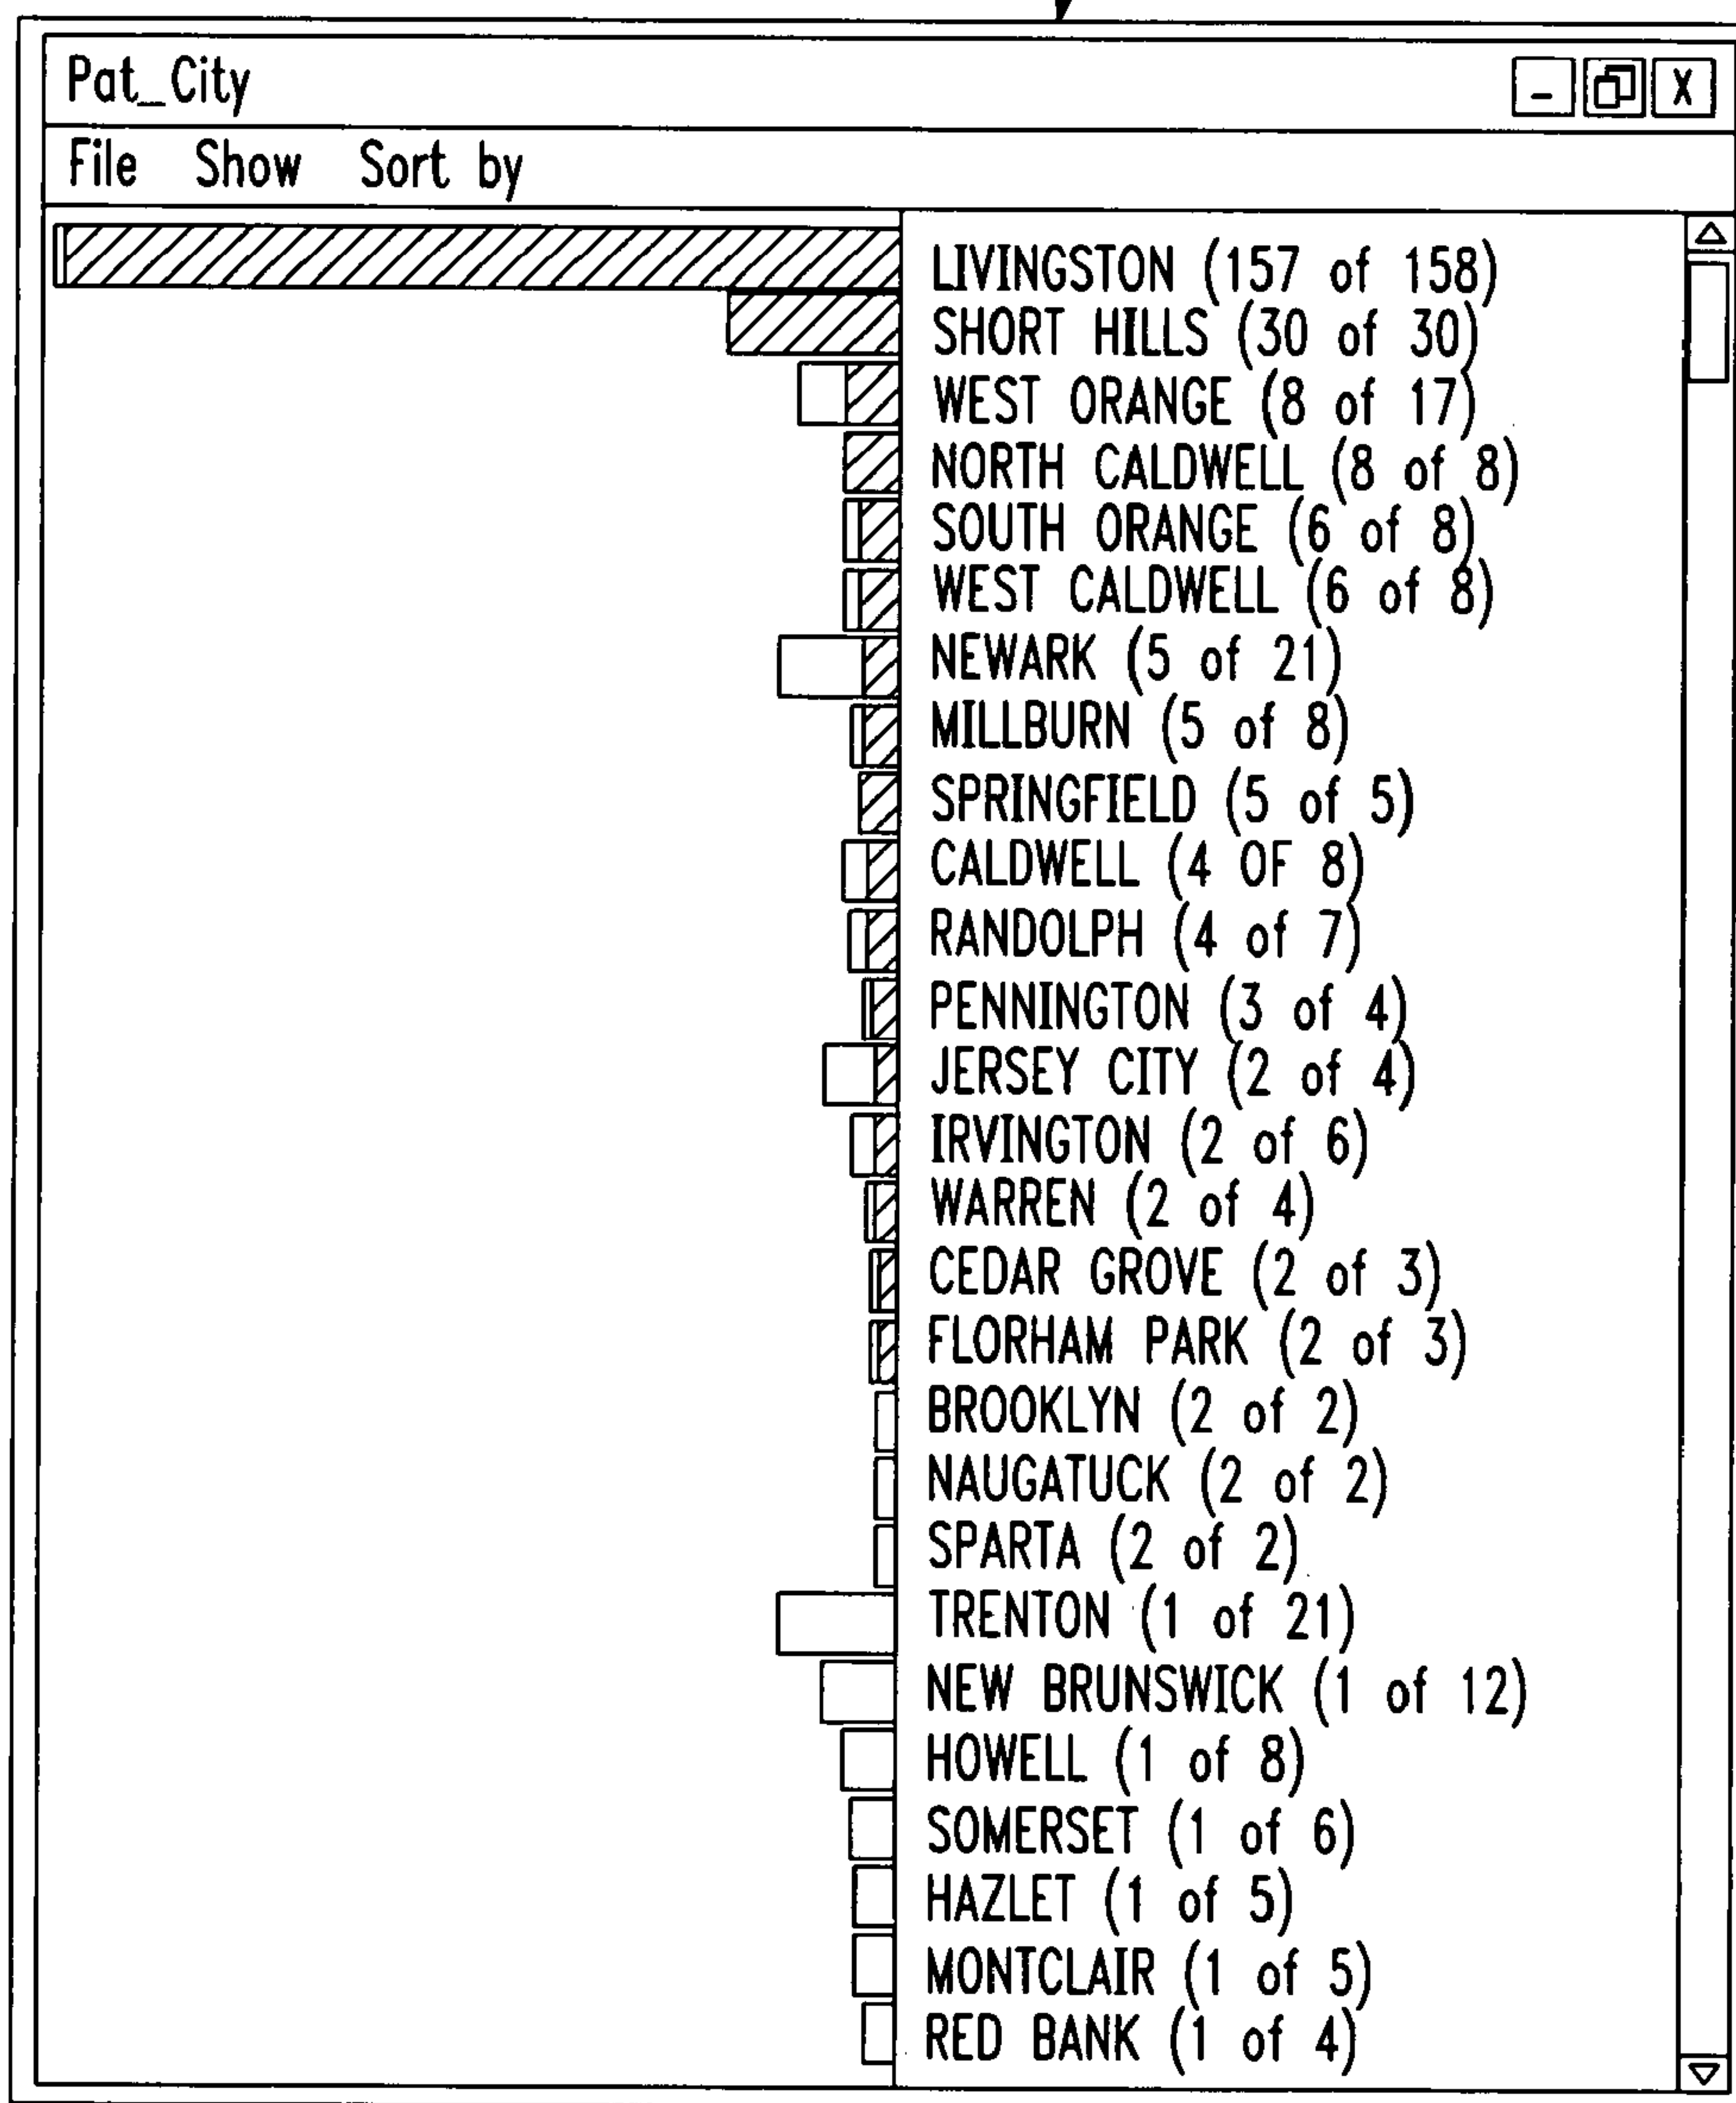 Pat_City
File Show Sort by
LIVINGSTON (157 of 158)
SHORT HILLS (30 of 30)
WEST ORANGE (8 of 17)
NORTH CALDWELL (8 of 8)
SOUTH ORANGE (6 of 8)
WEST CALDWELL (6 of 8)
NEWARK (5 of 21)
MILLBURN (5 of 8)
SPRINGFIELD (5 of 5)
CALDWELL (4 OF 8)
RANDOLPH (4 of 7)
PENNINGTON (3 of 4)
JERSEY CITY (2 of 4)
IRVINGTON (2 of 6)
WARREN (2 of 4)
CEDAR GROVE (2 of 3)
FLORHAM PARK (2 of 3)
BROOKLYN (2 of 2)
NAUGATUCK (2 of 2)
SPARTA (2 of 2)
TRENTON (1 of 21)
NEW BRUNSWICK (1 of 12)
HOWELL (1 of 8)
SOMERSET (1 of 6)
HAZLET (1 of 5)
MONTCLAIR (1 of 5)
RED BANK (1 of 4)